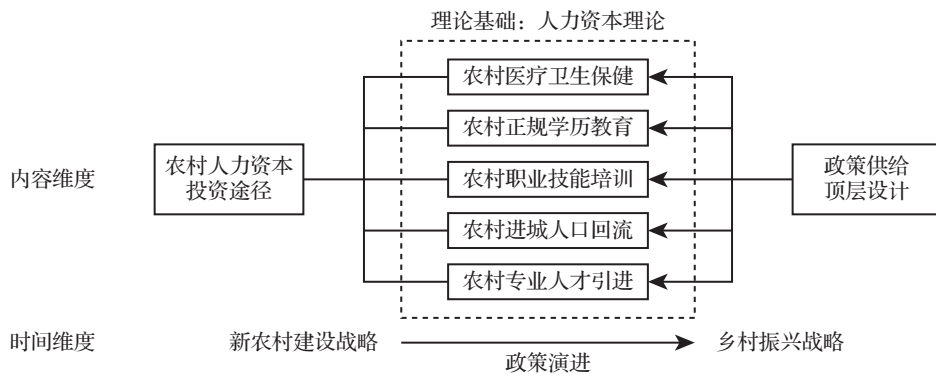 理论基础：人力资本理论
农村医疗卫生保健
农村正规学历教育
内容维度
农村人力资本
投资途径
农村职业技能培训
政策供给
顶层设计
农村进城人口回流
农村专业人才引进
时间维度
新农村建设战略
乡村振兴战略
政策演进